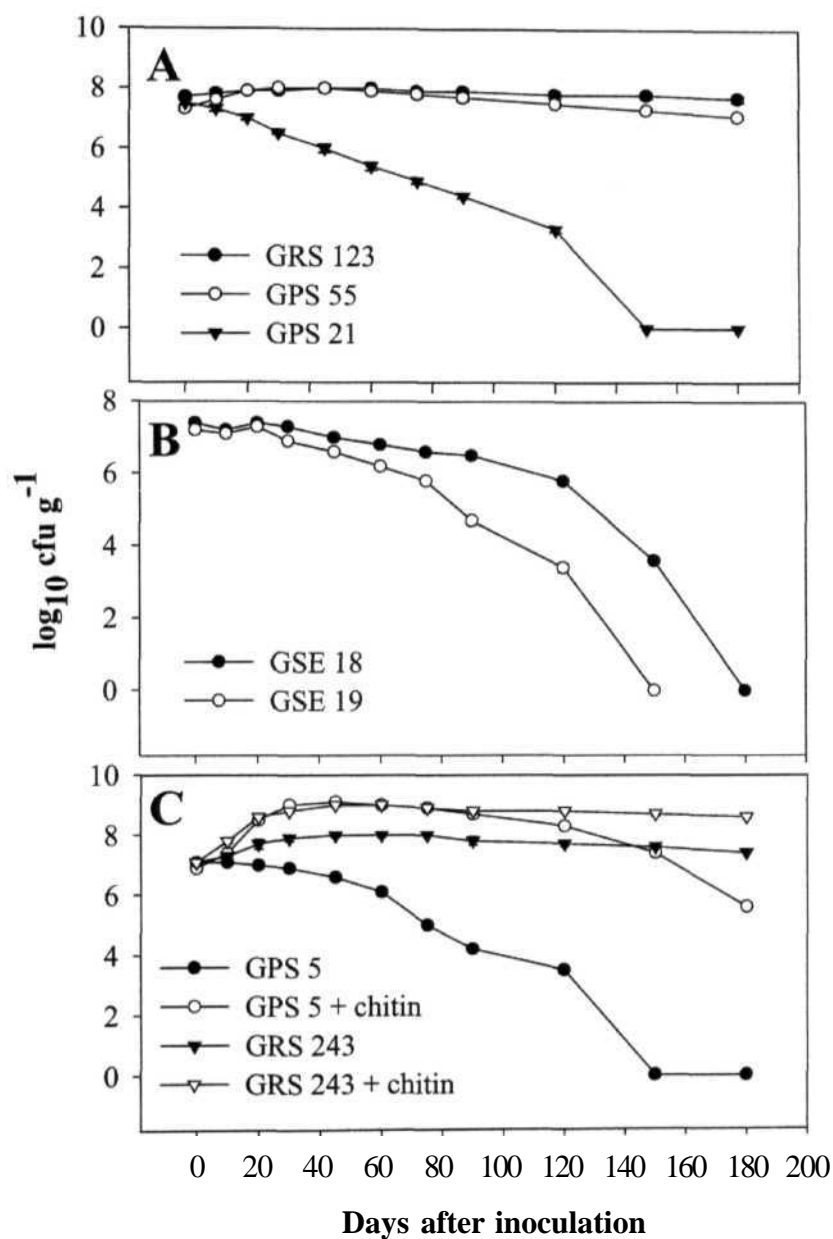 10
A
8
6
4
2
0
GRS 123
GPS 55
GPS 21
8
B
6
4
2
0
GSE 18
GSE 19
log10 cfu g-1
10
C
8
6
4
2
0
GPS 5
GPS 5 + chitin
GRS 243
GRS 243 + chitin
0 20 40 60 80 100 120 140 160 180 200
Days after inoculation